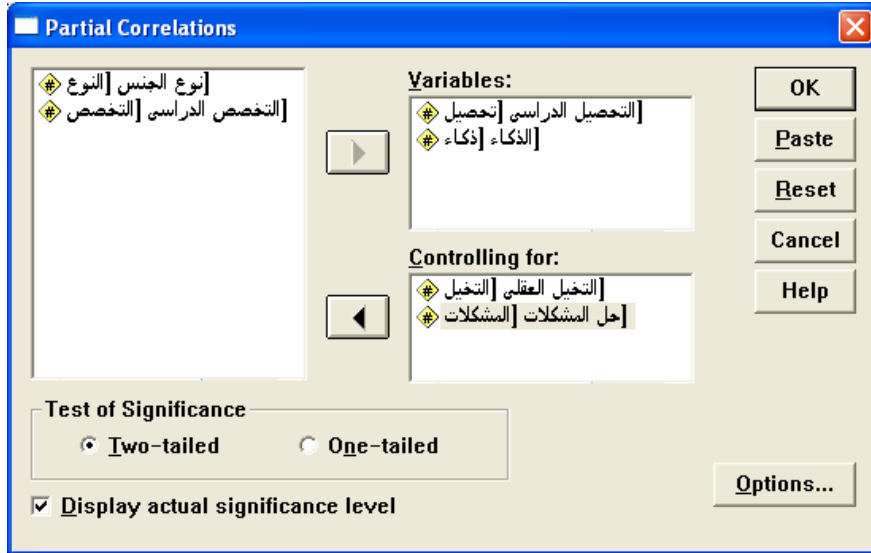 Partial Correlations
نوع الجنس [النوع]
التخصص الدراسى [التخصص]
Variables:
التحصيل الدراسى [تحصيل]
الذكاء [ذكاء]
Controlling for:
التخيل العقلى [التخيل]
حل المشكلات [المشكلات]
OK
Paste
Reset
Cancel
Help
Test of Significance
Two-tailed
One-tailed
Display actual significance level
Options...